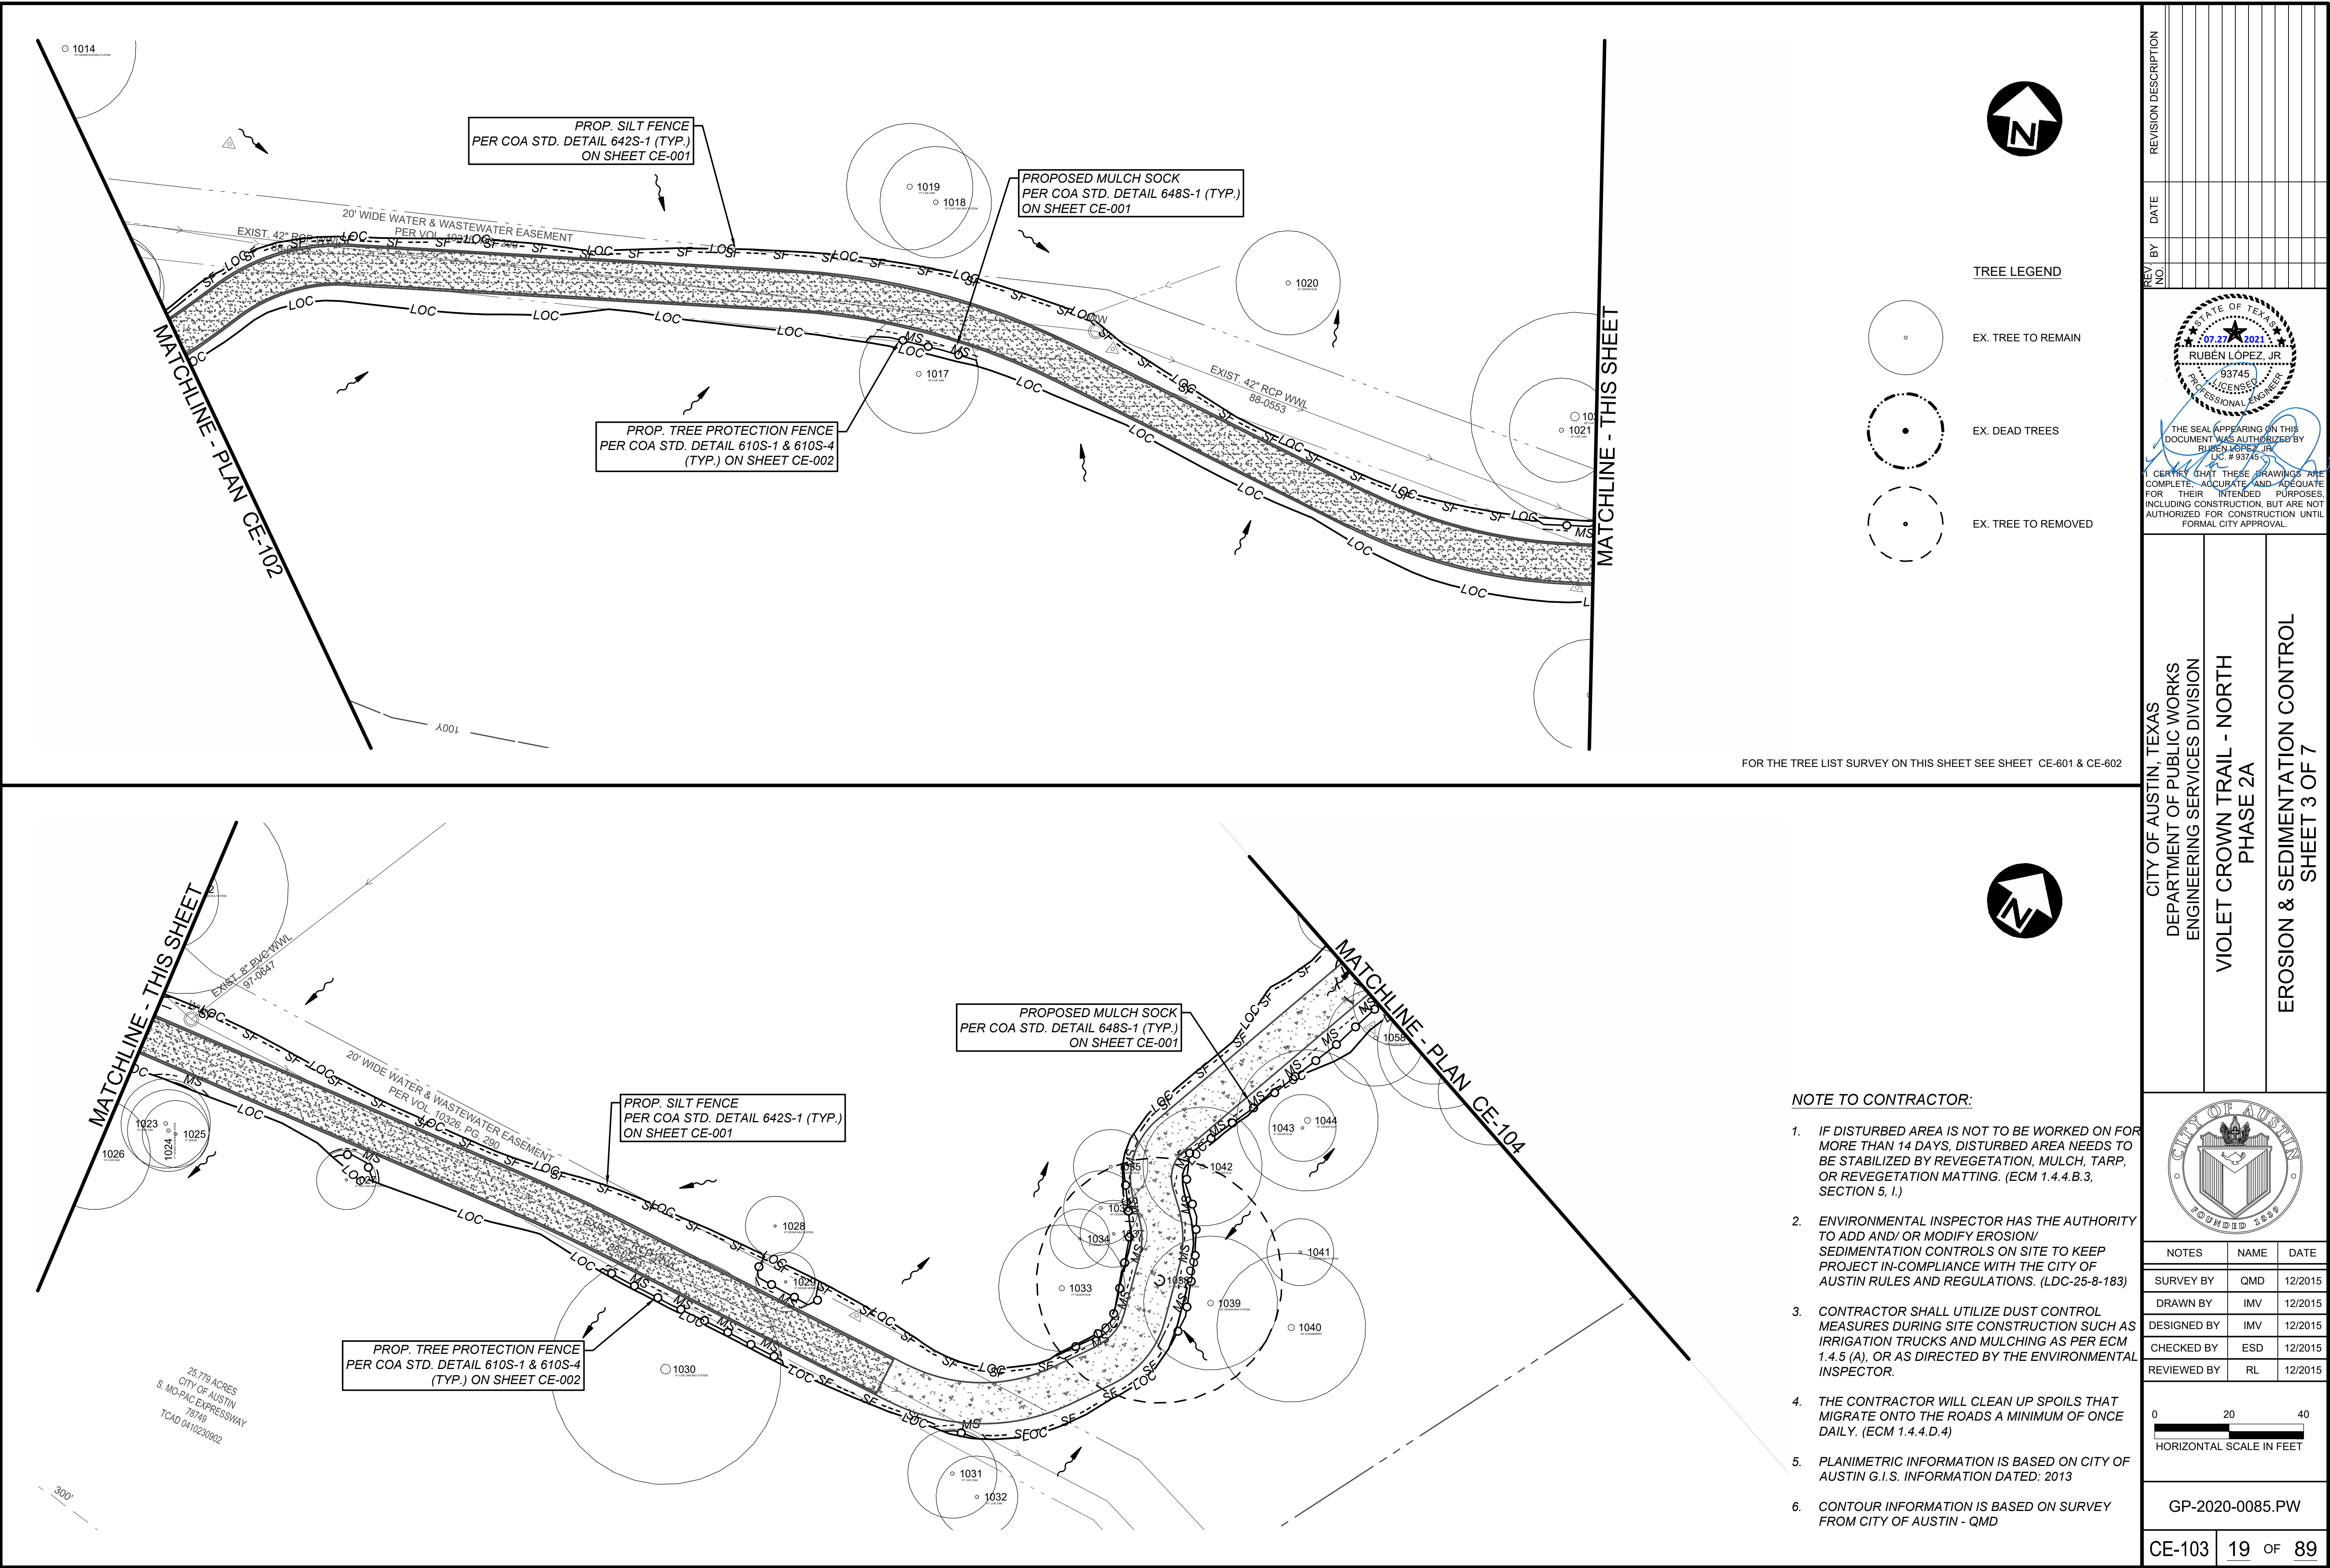 1014
PROP. SILT FENCE
PER COA STD. DETAIL 642S-1 (TYP.)
ON SHEET CE-001
1019
1018
PROPOSED MULCH SOCK
PER COA STD. DETAIL 648S-1 (TYP.)
ON SHEET CE-001
20' WIDE WATER & WASTEWATER EASEMENT
PER VOL.
EXIST. 42" RCP WWL
LOC
SF
MS
1020
1017
EXIST. 42" RCP WWL
88-0553
1021
PROP. TREE PROTECTION FENCE
PER COA STD. DETAIL 610S-1 & 610S-4
(TYP.) ON SHEET CE-002
MATCHLINE - PLAN CE-102
MATCHLINE - THIS SHEET
100Y
N
TREE LEGEND
EX. TREE TO REMAIN
EX. DEAD TREES
EX. TREE TO REMOVED
FOR THE TREE LIST SURVEY ON THIS SHEET SEE SHEET CE-601 & CE-602
MATCHLINE - THIS SHEET
EXIST. 8" PVC WWL
97-0647
20' WIDE WATER & WASTEWATER EASEMENT
PER VOL. 10326, PG. 290
1023
1024
1025
1026
PROP. SILT FENCE
PER COA STD. DETAIL 642S-1 (TYP.)
ON SHEET CE-001
PROPOSED MULCH SOCK
PER COA STD. DETAIL 648S-1 (TYP.)
ON SHEET CE-001
MATCHLINE - PLAN CE-104
1058
1044
1043
1042
1035
1034
1033
1028
1029
1041
1039
1040
1030
1031
1032
PROP. TREE PROTECTION FENCE
PER COA STD. DETAIL 610S-1 & 610S-4
(TYP.) ON SHEET CE-002
25.779 ACRES
CITY OF AUSTIN
S. MO-PAC EXPRESSWAY
78749
TCAD 0410230902
300'
N
NOTE TO CONTRACTOR:
1. IF DISTURBED AREA IS NOT TO BE WORKED ON FOR
MORE THAN 14 DAYS, DISTURBED AREA NEEDS TO
BE STABILIZED BY REVEGETATION, MULCH, TARP,
OR REVEGETATION MATTING. (ECM 1.4.4.B.3,
SECTION 5, I.)
2. ENVIRONMENTAL INSPECTOR HAS THE AUTHORITY
TO ADD AND/ OR MODIFY EROSION/
SEDIMENTATION CONTROLS ON SITE TO KEEP
PROJECT IN-COMPLIANCE WITH THE CITY OF
AUSTIN RULES AND REGULATIONS. (LDC-25-8-183)
3. CONTRACTOR SHALL UTILIZE DUST CONTROL
MEASURES DURING SITE CONSTRUCTION SUCH AS
IRRIGATION TRUCKS AND MULCHING AS PER ECM
1.4.5 (A), OR AS DIRECTED BY THE ENVIRONMENTAL
INSPECTOR.
4. THE CONTRACTOR WILL CLEAN UP SPOILS THAT
MIGRATE ONTO THE ROADS A MINIMUM OF ONCE
DAILY. (ECM 1.4.4.D.4)
5. PLANIMETRIC INFORMATION IS BASED ON CITY OF
AUSTIN G.I.S. INFORMATION DATED: 2013
6. CONTOUR INFORMATION IS BASED ON SURVEY
FROM CITY OF AUSTIN - QMD
REV. NO.
BY
DATE
REVISION DESCRIPTION
STATE OF TEXAS
07.27 2021
RUBÉN LÓPEZ, JR
93745
LICENSED
PROFESSIONAL ENGINEER
THE SEAL APPEARING ON THIS
DOCUMENT WAS AUTHORIZED BY
RUBEN LOPEZ, JR
LIC. # 93745
I CERTIFY THAT THESE DRAWINGS ARE
COMPLETE, ACCURATE AND ADEQUATE
FOR THEIR INTENDED PURPOSES,
INCLUDING CONSTRUCTION, BUT ARE NOT
AUTHORIZED FOR CONSTRUCTION UNTIL
FORMAL CITY APPROVAL.
CITY OF AUSTIN, TEXAS
DEPARTMENT OF PUBLIC WORKS
ENGINEERING SERVICES DIVISION
VIOLET CROWN TRAIL - NORTH
PHASE 2A
EROSION & SEDIMENTATION CONTROL
SHEET 3 OF 7
CITY OF AUSTIN
FOUNDED 1839
NOTES NAME DATE
SURVEY BY QMD 12/2015
DRAWN BY IMV 12/2015
DESIGNED BY IMV 12/2015
CHECKED BY ESD 12/2015
REVIEWED BY RL 12/2015
0 20 40
HORIZONTAL SCALE IN FEET
GP-2020-0085.PW
CE-103 19 OF 89